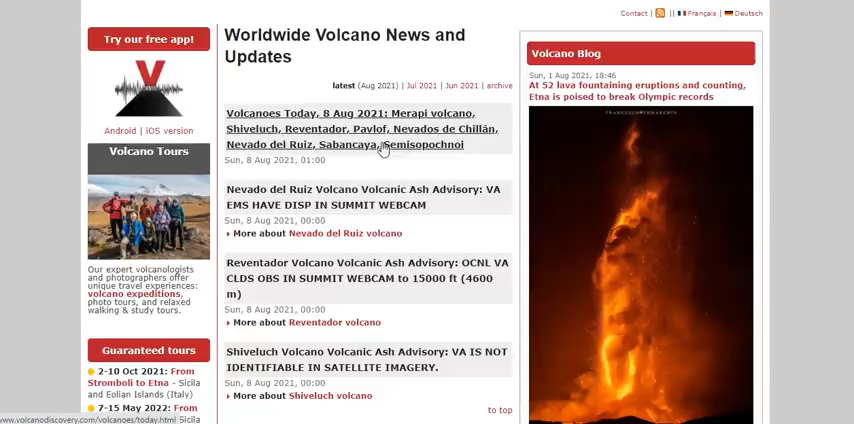 Contact | || Français | Deutsch
Try our free app!
Android | iOS version
Volcano Tours
Our expert volcanologists
and photographers offer
unique travel experiences:
volcano expeditions,
photo tours, and relaxed
walking & study tours.
Guaranteed tours
2-10 Oct 2021: From
Stromboli to Etna - Sicila
and Eolian Islands (Italy)
7-15 May 2022: From
Sicila
www.volcanodiscovery.com/volcanoes/today.html
Worldwide Volcano News and
Updates
latest (Aug 2021) | Jul 2021 | Jun 2021 | archive
Volcanoes Today, 8 Aug 2021: Merapi volcano,
Shiveluch, Reventador, Pavlof, Nevados de Chillán,
Nevado del Ruiz, Sabancaya, Semisopochnoi
Sun, 8 Aug 2021, 01:00
Nevado del Ruiz Volcano Volcanic Ash Advisory: VA
EMS HAVE DISP IN SUMMIT WEBCAM
Sun, 8 Aug 2021, 00:00
More about Nevado del Ruiz volcano
Reventador Volcano Volcanic Ash Advisory: OCNL VA
CLDS OBS IN SUMMIT WEBCAM to 15000 ft (4600
m)
Sun, 8 Aug 2021, 00:00
More about Reventador volcano
Shiveluch Volcano Volcanic Ash Advisory: VA IS NOT
IDENTIFIABLE IN SATELLITE IMAGERY.
Sun, 8 Aug 2021, 00:00
More about Shiveluch volcano
to top
Volcano Blog
Sun, 1 Aug 2021, 18:46
At 52 lava fountaining eruptions and counting,
Etna is poised to break Olympic records